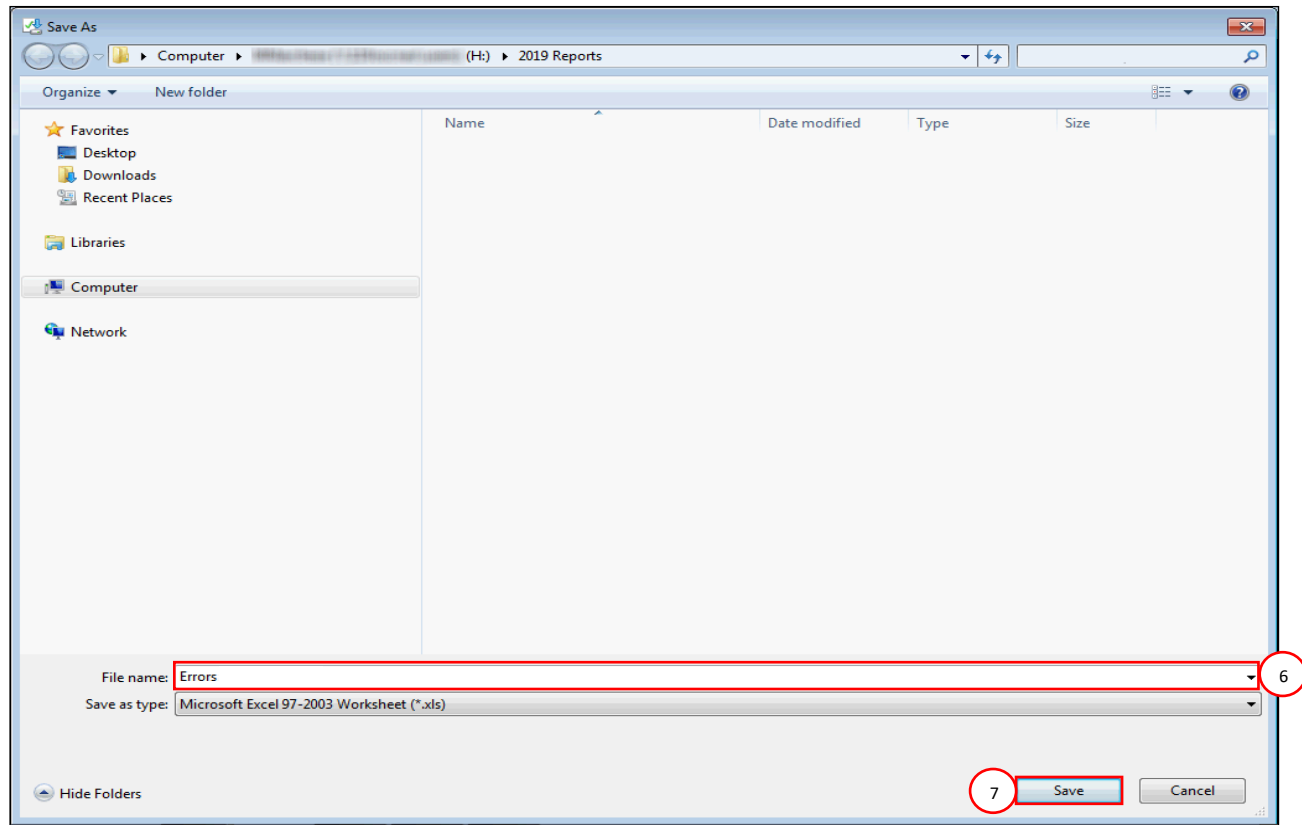 Save As
Computer (H:) 2019 Reports
Organize New folder
Name Date modified Type Size
Favorites
Desktop
Downloads
Recent Places
Libraries
Computer
Network
File name: Errors
6
Save as type: Microsoft Excel 97-2003 Worksheet (*.xls)
Hide Folders
7
Save
Cancel